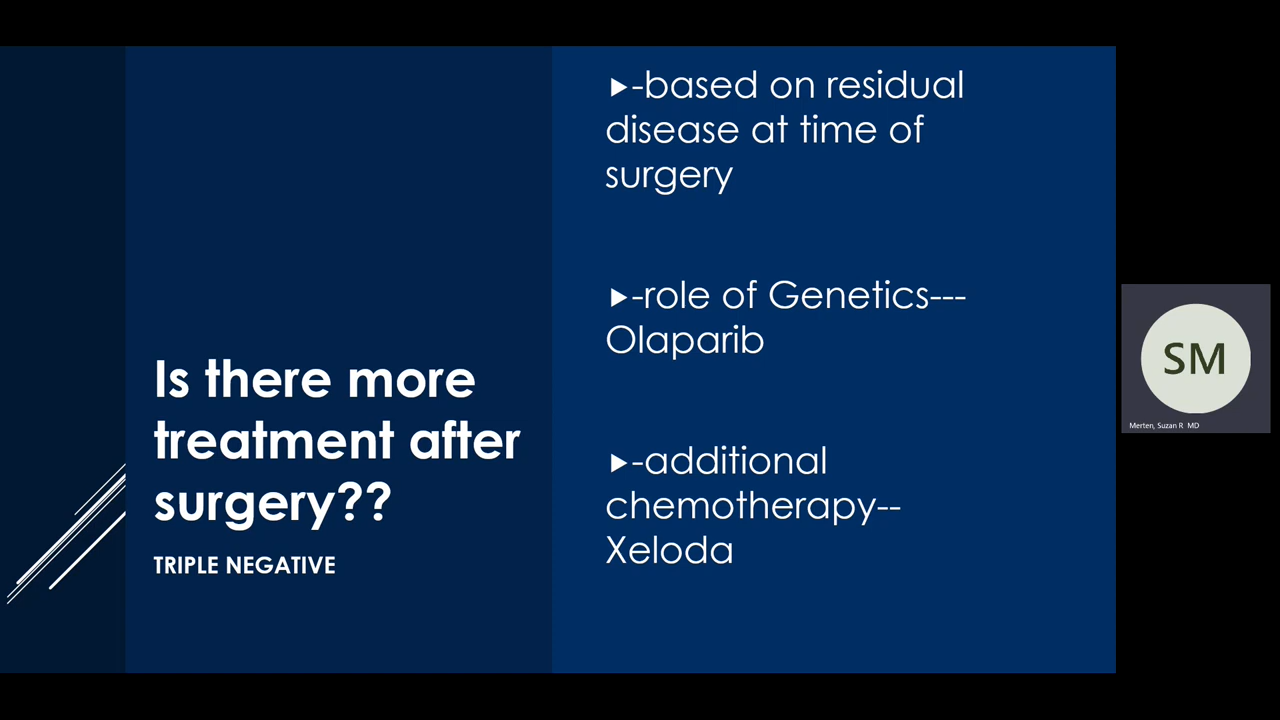 Is there more
treatment after
surgery??
TRIPLE NEGATIVE
▶-based on residual
disease at time of
surgery
▶-role of Genetics---
Olaparib
▶-additional
chemotherapy--
Xeloda
SM
Merten, Suzan R MD